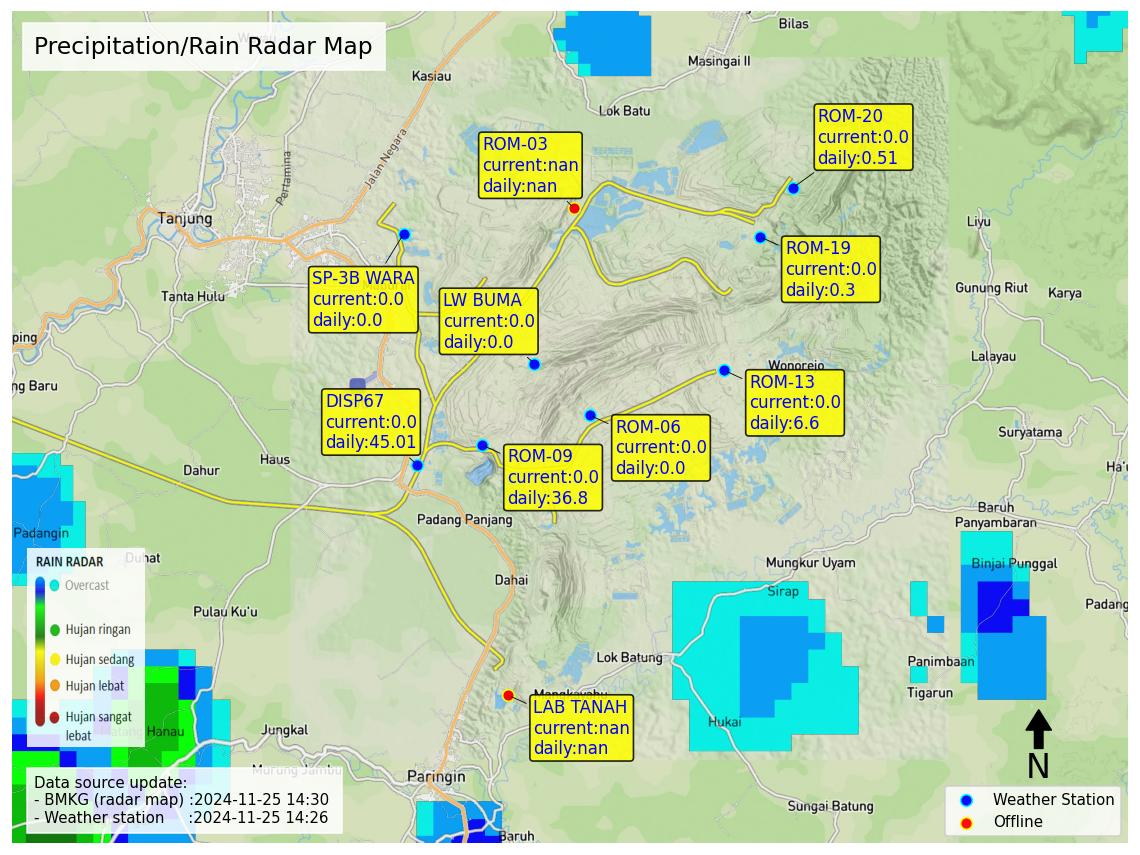 Precipitation/Rain Radar Map
Bilas
Masingai II
Kasiau
Lok Batu
ROM-20
current:0.0
daily:0.51
ROM-03
current:nan
daily:nan
Jalan Negara
Pertamina
Tanjung
Liyu
ROM-19
current:0.0
daily:0.3
SP-3B WARA
current:0.0
daily:0.0
Tanta Hulu
LW BUMA
current:0.0
daily:0.0
Gunung Riut
Karya
ping
Lalayau
ng Baru
Wonorejo
ROM-13
current:0.0
daily:6.6
DISP67
current:0.0
daily:45.01
ROM-06
current:0.0
daily:0.0
Suryatama
ROM-09
current:0.0
daily:36.8
Haus
Dahur
Ha'u
Baruh
Panyambaran
Padang Panjang
Padangin
Duhat
Mungkur Uyam
Binjai Punggal
RAIN RADAR
Overcast
Hujan ringan
Hujan sedang
Hujan lebat
Hujan sangat
lebat
Dahai
Sirap
Pulau Ku'u
Padang
Lok Batung
Panimbaan
Tigarun
LAB TANAH
current:nan
daily:nan
Hukai
Jungkal
Hanau
N
Paringin
Data source update:
- BMKG (radar map) :2024-11-25 14:30
- Weather station :2024-11-25 14:26
Weather Station
Offline
Sungai Batung
Baruh